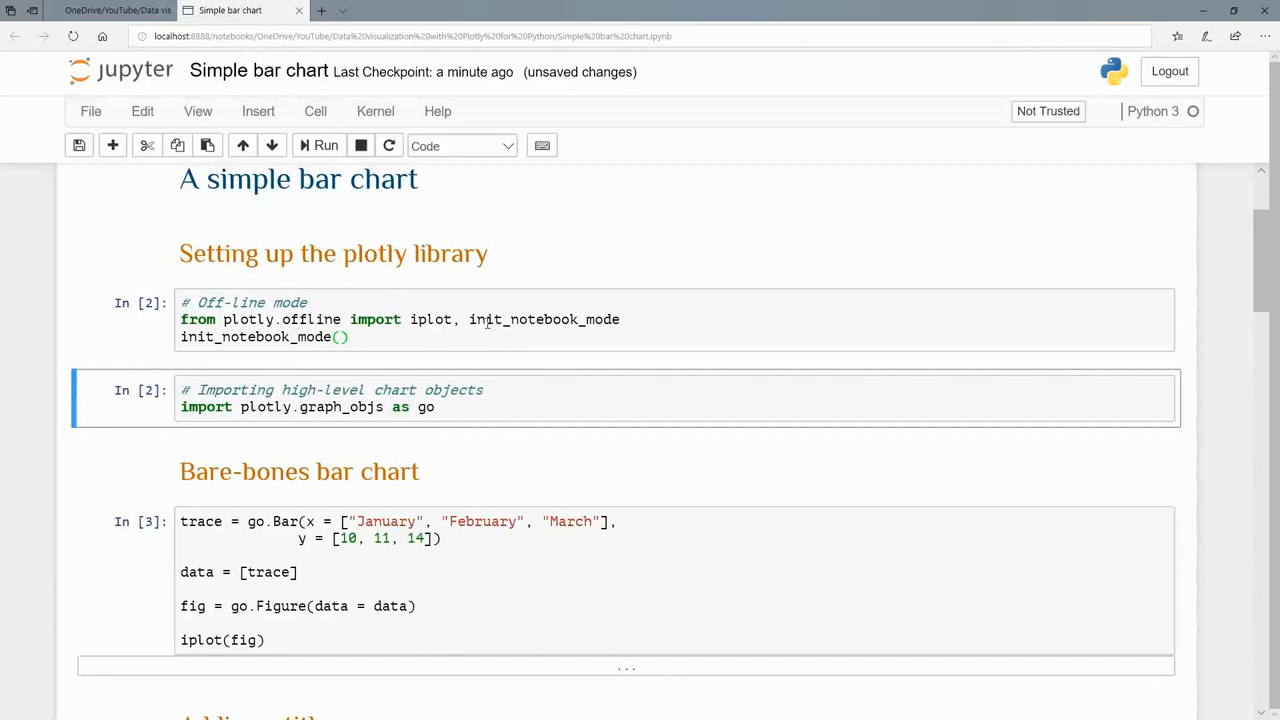 OneDrive/YouTube/Data vis
Simple bar chart
localhost:8888/notebooks/OneDrive/YouTube/Data%20visualization%20with%20Plotly%20for%20Python/Simple%20bar%20chart.ipynb
jupyter Simple bar chart Last Checkpoint: a minute ago (unsaved changes) Logout
File Edit View Insert Cell Kernel Help Not Trusted Python 3
Run Code
A simple bar chart
Setting up the plotly library
In [2]: # Off-line mode
from plotly.offline import iplot, init_notebook_mode
init_notebook_mode()
In [2]: # Importing high-level chart objects
import plotly.graph_objs as go
Bare-bones bar chart
In [3]: trace = go.Bar(x = ["January", "February", "March"],
y = [10, 11, 14])
data = [trace]
fig = go.Figure(data = data)
iplot(fig)
...